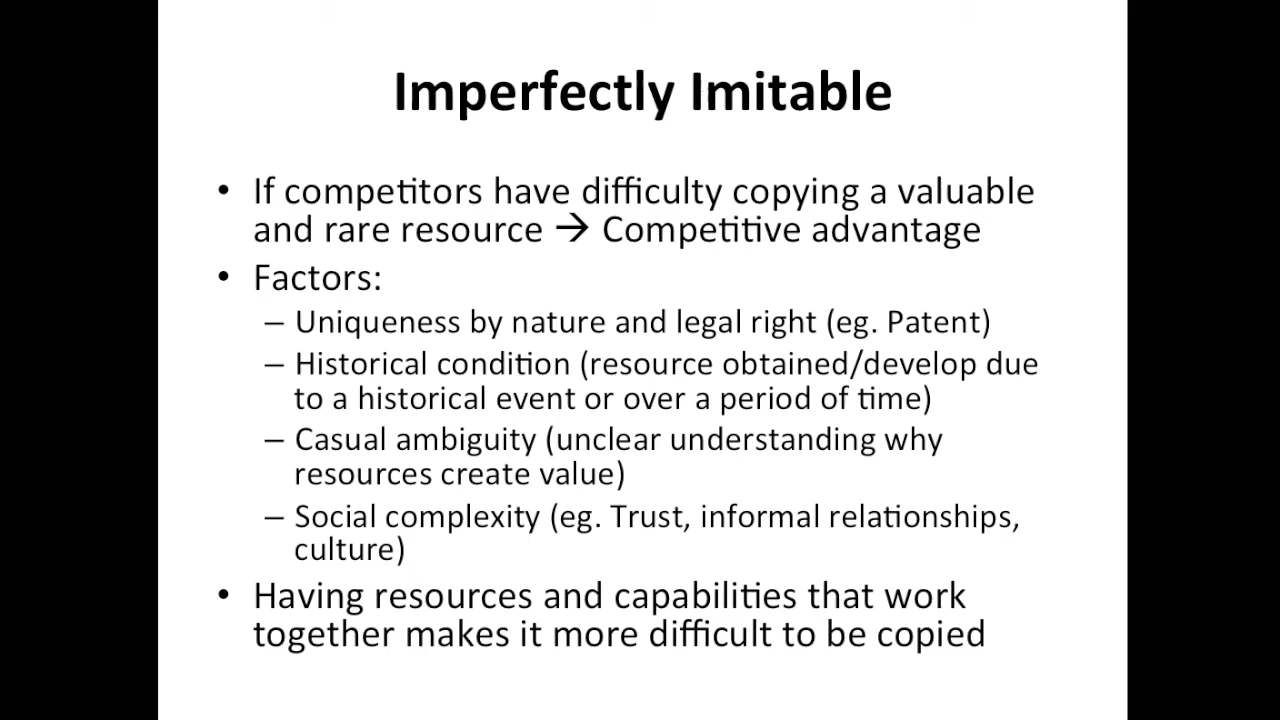 Imperfectly Imitable
• If competitors have difficulty copying a valuable
and rare resource → Competitive advantage
• Factors:
– Uniqueness by nature and legal right (eg. Patent)
– Historical condition (resource obtained/develop due
to a historical event or over a period of time)
– Casual ambiguity (unclear understanding why
resources create value)
– Social complexity (eg. Trust, informal relationships,
culture)
• Having resources and capabilities that work
together makes it more difficult to be copied